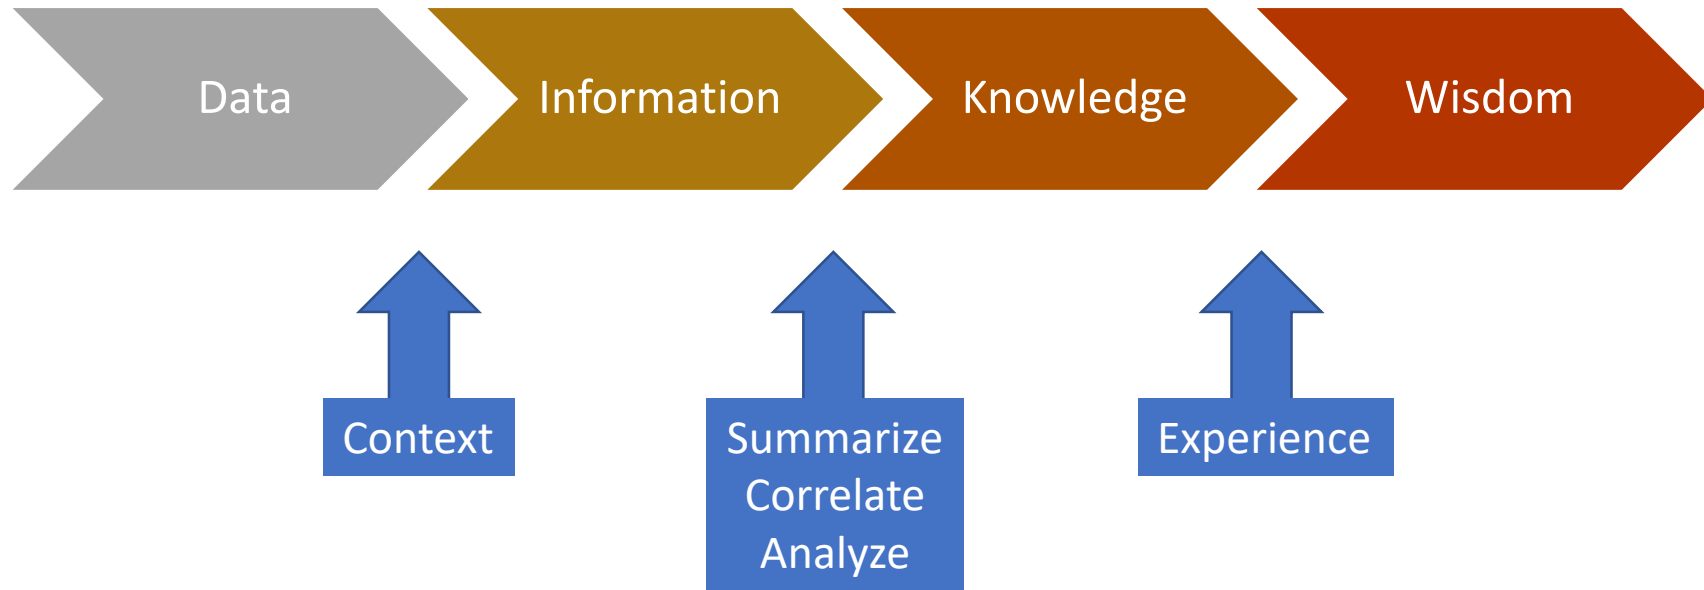 Data
Information
Knowledge
Wisdom
Context
Summarize
Correlate
Analyze
Experience